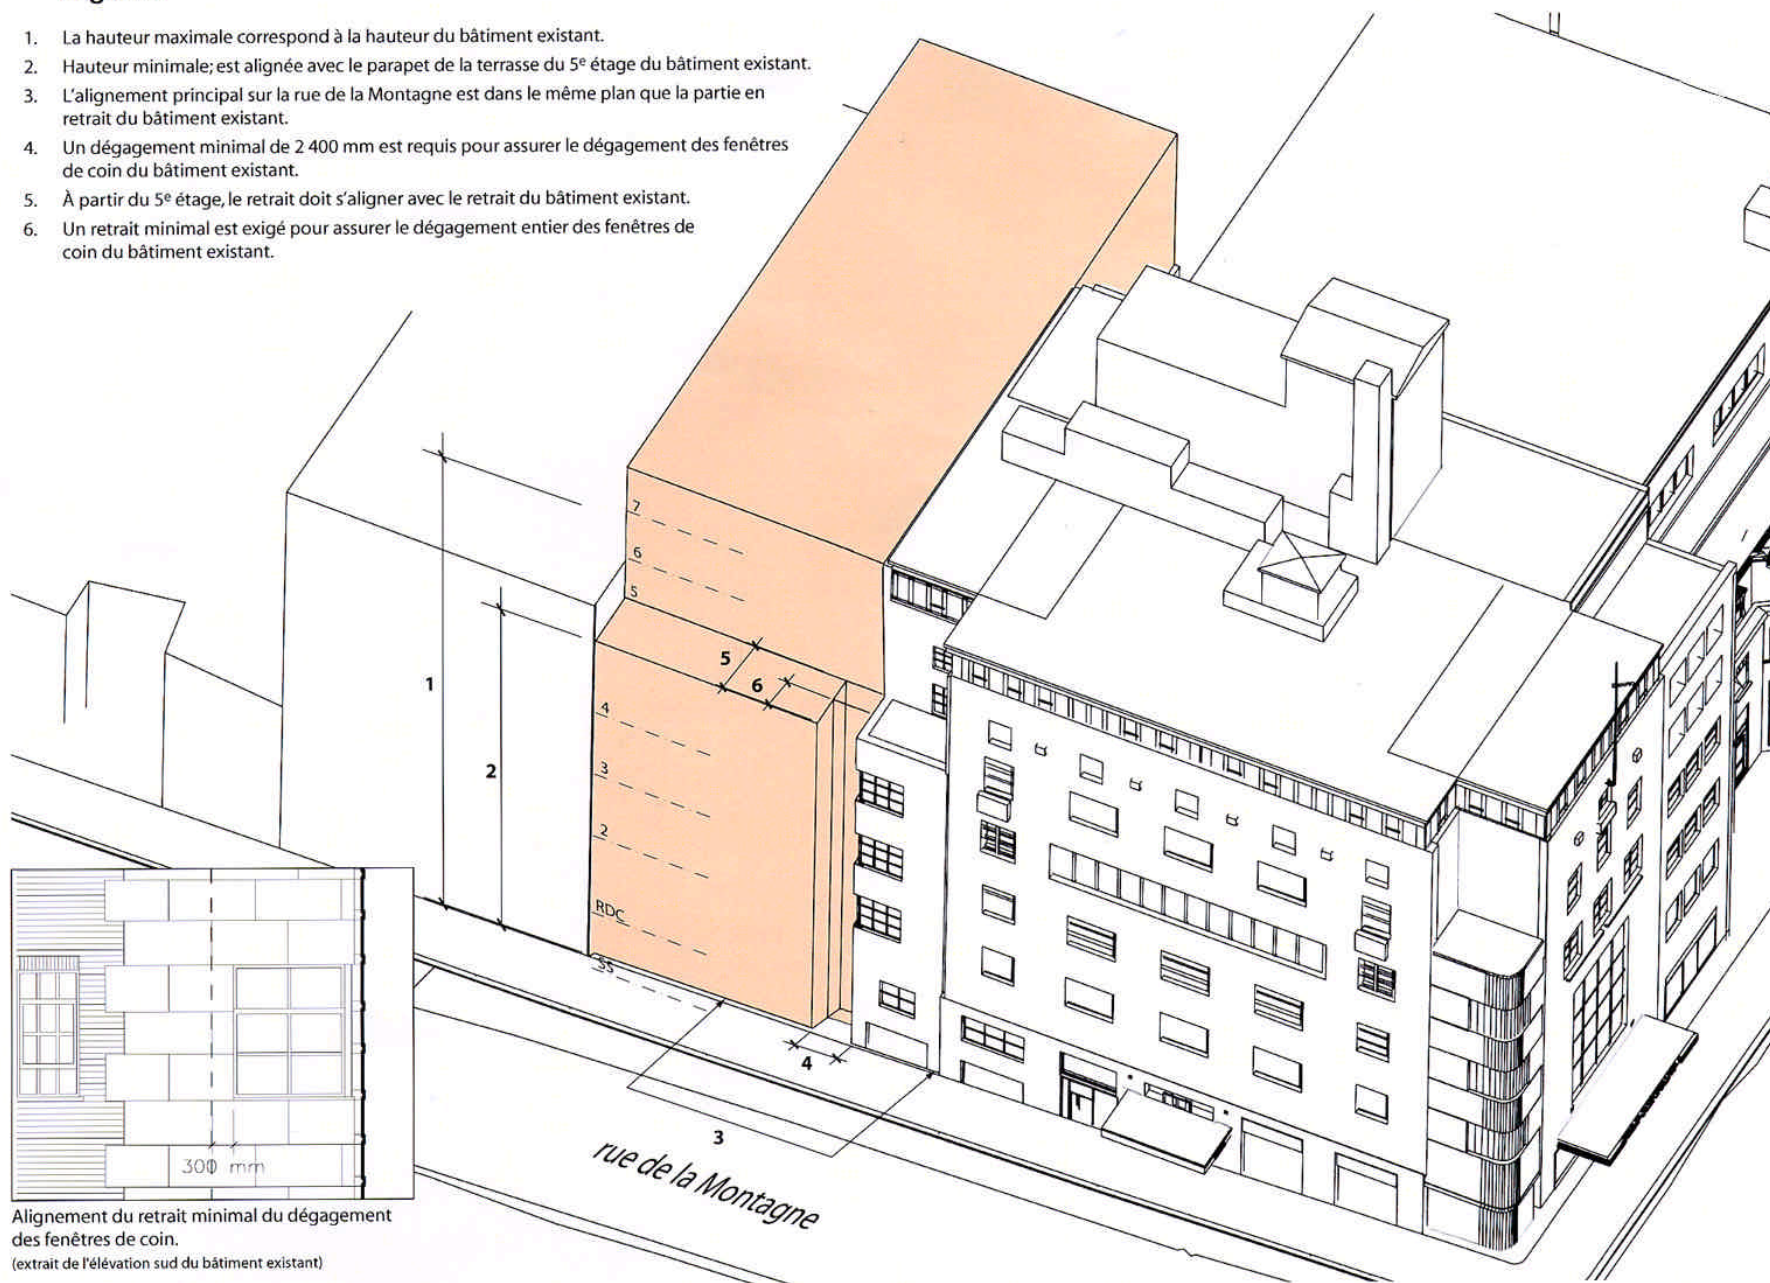 1. La hauteur maximale correspond à la hauteur du bâtiment existant.
2. Hauteur minimale; est alignée avec le parapet de la terrasse du 5e étage du bâtiment existant.
3. L'alignement principal sur la rue de la Montagne est dans le même plan que la partie en
retrait du bâtiment existant.
4. Un dégagement minimal de 2 400 mm est requis pour assurer le dégagement des fenêtres
de coin du bâtiment existant.
5. À partir du 5e étage, le retrait doit s'aligner avec le retrait du bâtiment existant.
6. Un retrait minimal est exigé pour assurer le dégagement entier des fenêtres de
coin du bâtiment existant.
7
6
5
5
6
1
4
2
3
2
RDC
SS
4
3
rue de la Montagne
300 mm
Alignement du retrait minimal du dégagement
des fenêtres de coin.
(extrait de l'élévation sud du bâtiment existant)